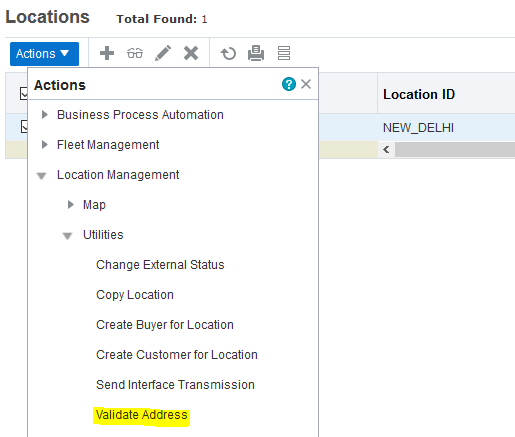 Locations Total Found: 1
Actions
Actions
Location ID
Business Process Automation
NEW_DELHI
Fleet Management
Location Management
Map
Utilities
Change External Status
Copy Location
Create Buyer for Location
Create Customer for Location
Send Interface Transmission
Validate Address